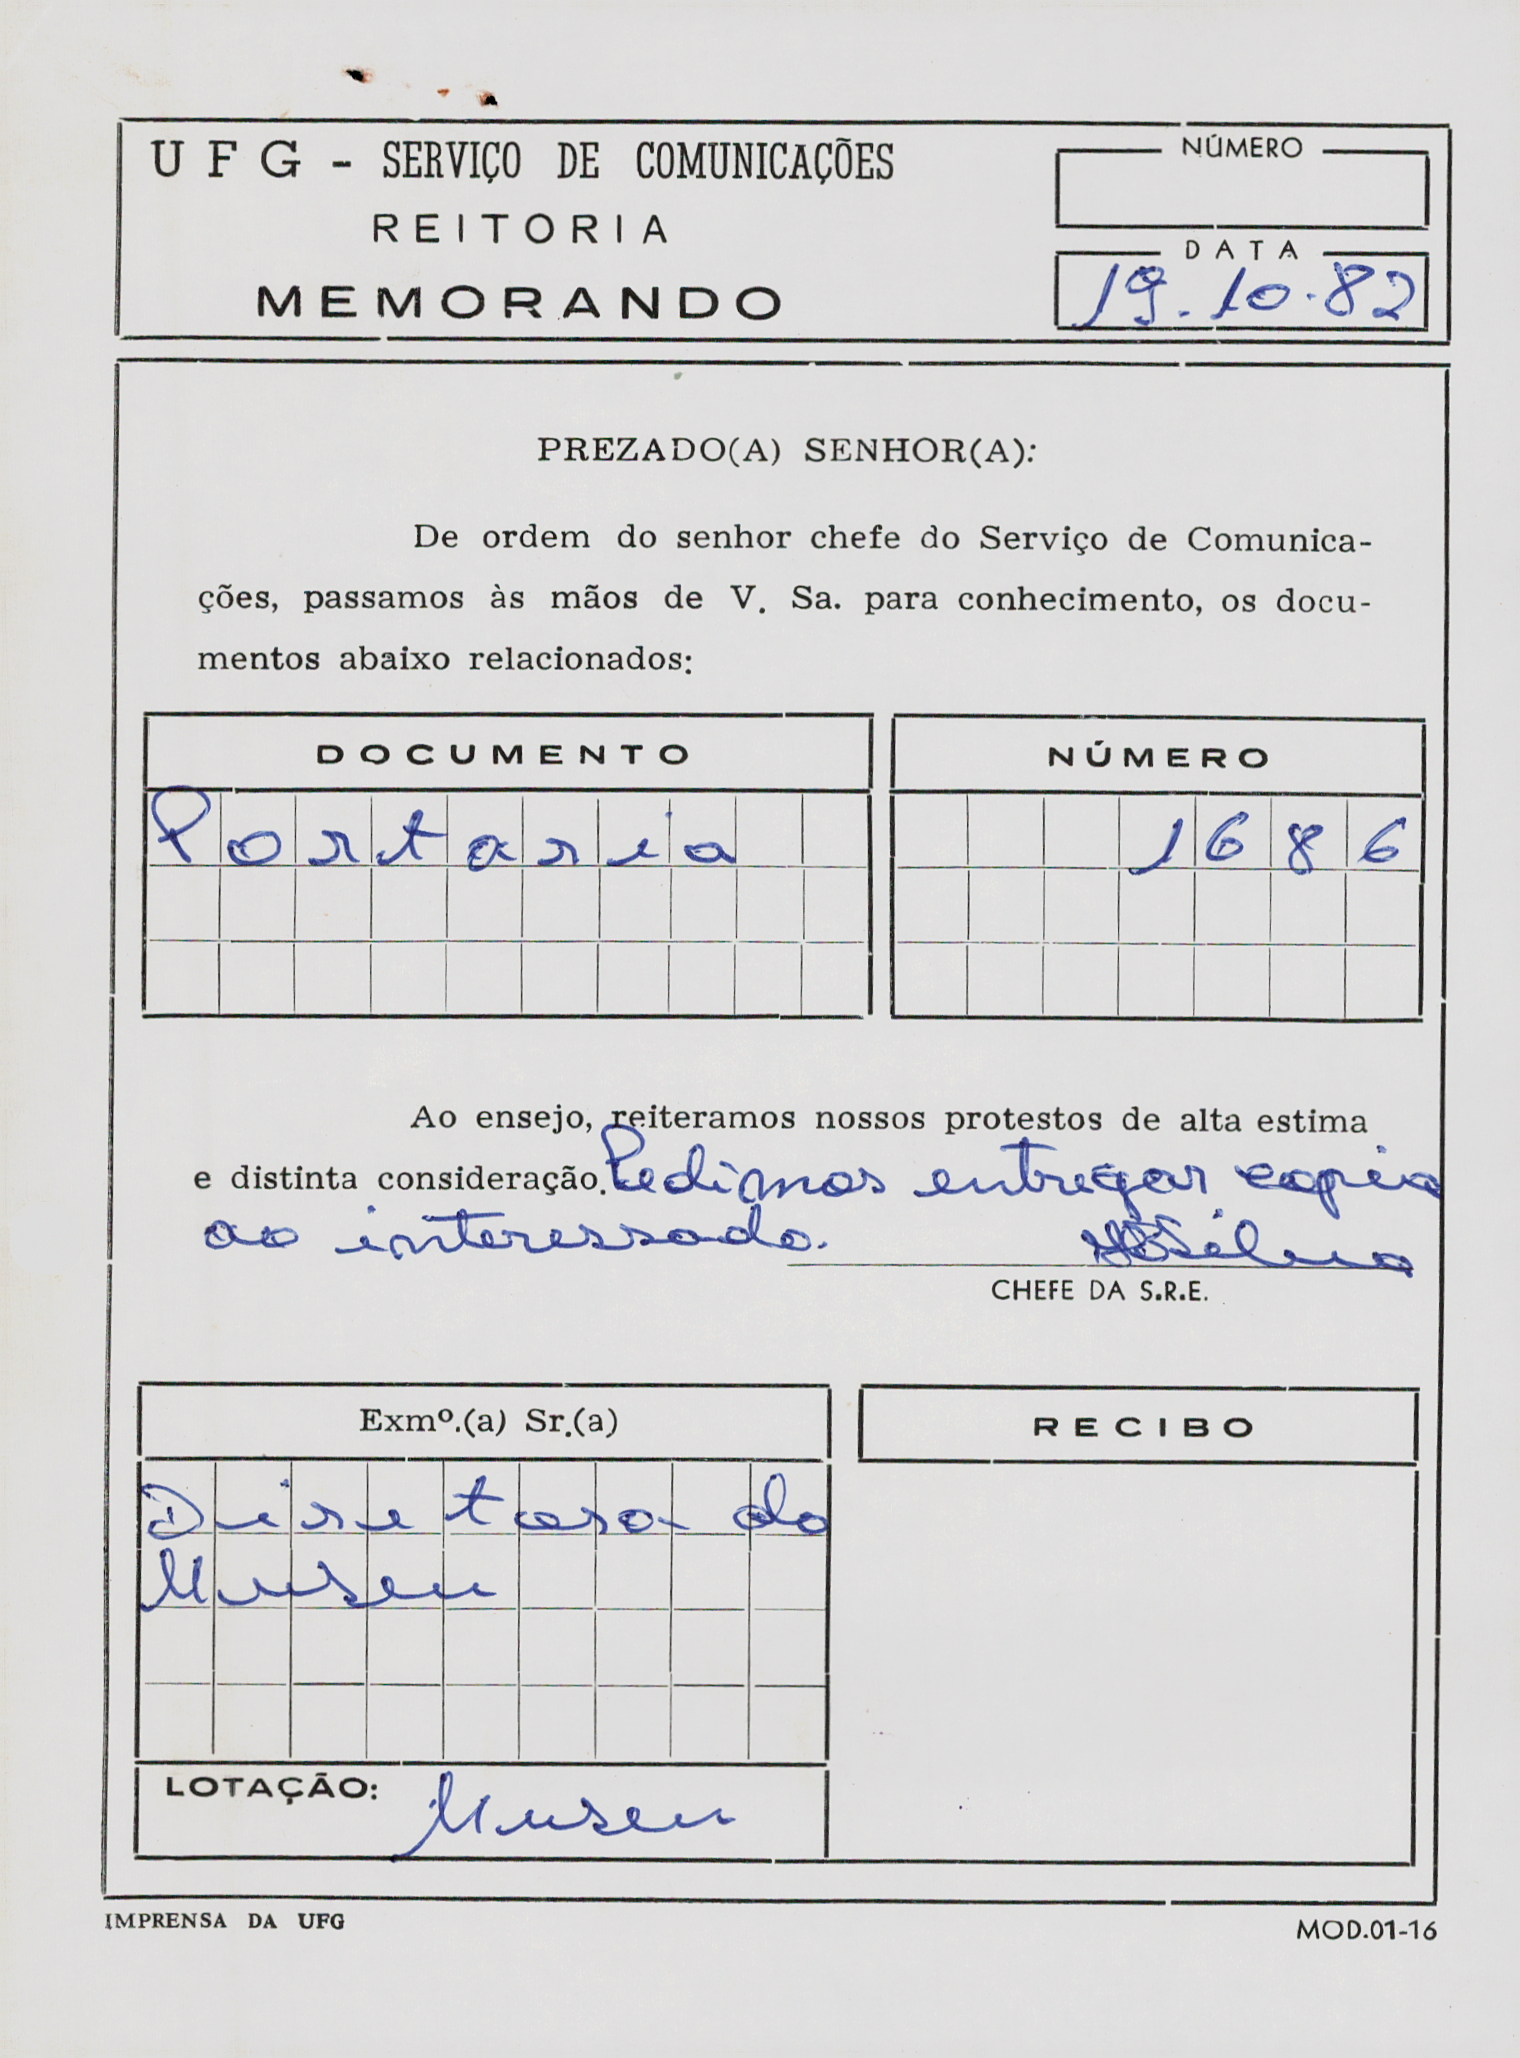 UFG - SERVIÇO DE COMUNICAÇÕES
REITORIA
MEMORANDO
NÚMERO
DATA
19.10.82
PREZADO(A) SENHOR(A):
De ordem do senhor chefe do Serviço de Comunica-
ções, passamos às mãos de V. Sa. para conhecimento, os docu-
mentos abaixo relacionados:
DOCUMENTO NÚMERO
Portaria 1686
Ao ensejo, reiteramos nossos protestos de alta estima
e distinta consideração. Pedimos entregar copia
ao interessado.
CHEFE DA S.R.E.
Exmº.(a) Sr.(a)
Diretora do
Museu
LOTAÇÃO: Museu
RECIBO
IMPRENSA DA UFG
MOD.01-16